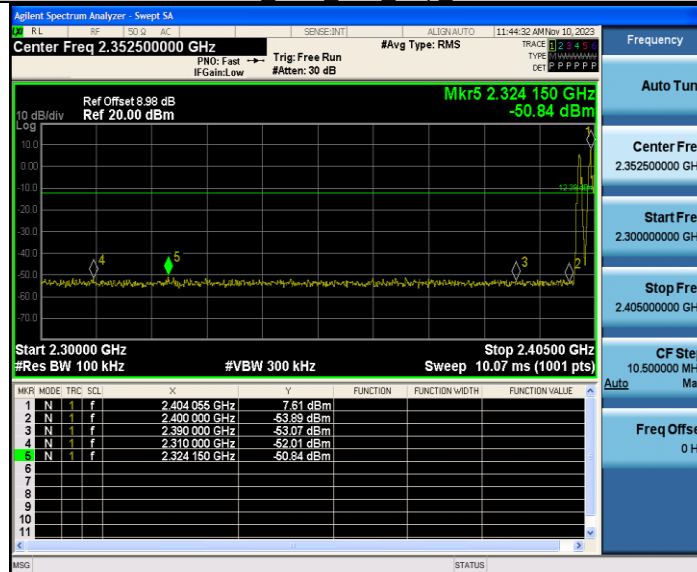 Agilent Spectrum Analyzer - Swept SA
RL RF 50 Ω AC SENSE:INT ALIGN AUTO 11:44:32 AM Nov 10, 2023
Center Freq 2.352500000 GHz
PNO: Fast
IFGain:Low
Trig: Free Run
#Atten: 30 dB
#Avg Type: RMS
TRACE 1 2 3 4 5 6
TYPE M
DET P P P P P P
Frequency
Ref Offset 8.98 dB
10 dB/div Ref 20.00 dBm
Log
Mkr5 2.324 150 GHz
-50.84 dBm
Auto Tun
Center Fre
2.352500000 GH
Start Fre
2.300000000 GH
Stop Fre
2.405000000 GH
CF Ste
10.500000 MH
Auto Ma
Freq Offse
0 H
10.0
0.00
-10.0
-20.0
-30.0
-40.0
-50.0
-60.0
-70.0
1
4
5
3
2
Start 2.30000 GHz Stop 2.40500 GHz
#Res BW 100 kHz #VBW 300 kHz Sweep 10.07 ms (1001 pts)
MKR MODE TRC SCL X Y FUNCTION FUNCTION WIDTH FUNCTION VALUE
1 N 1 f 2.404 055 GHz 7.61 dBm
2 N 1 f 2.400 000 GHz -53.89 dBm
3 N 1 f 2.390 000 GHz -53.07 dBm
4 N 1 f 2.310 000 GHz -52.01 dBm
5 N 1 f 2.324 150 GHz -50.84 dBm
6
7
8
9
10
11
MSG STATUS